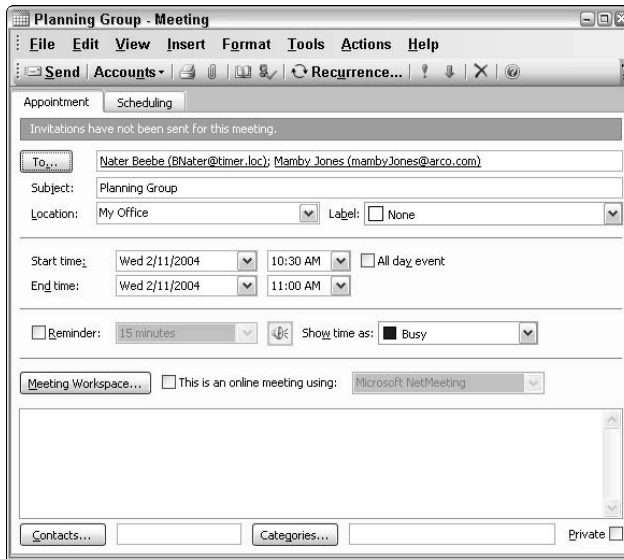 Planning Group - Meeting
File Edit View Insert Format Tools Actions Help
Send Accounts Recurrence...
Appointment Scheduling
Invitations have not been sent for this meeting.
To... Nater Beebe (BNater@timer.loc); Mamby Jones (mambyJones@arco.com)
Subject: Planning Group
Location: My Office Label: None
Start time: Wed 2/11/2004 10:30 AM All day event
End time: Wed 2/11/2004 11:00 AM
Reminder: 15 minutes Show time as: Busy
Meeting Workspace... This is an online meeting using: Microsoft NetMeeting
Contacts... Categories... Private